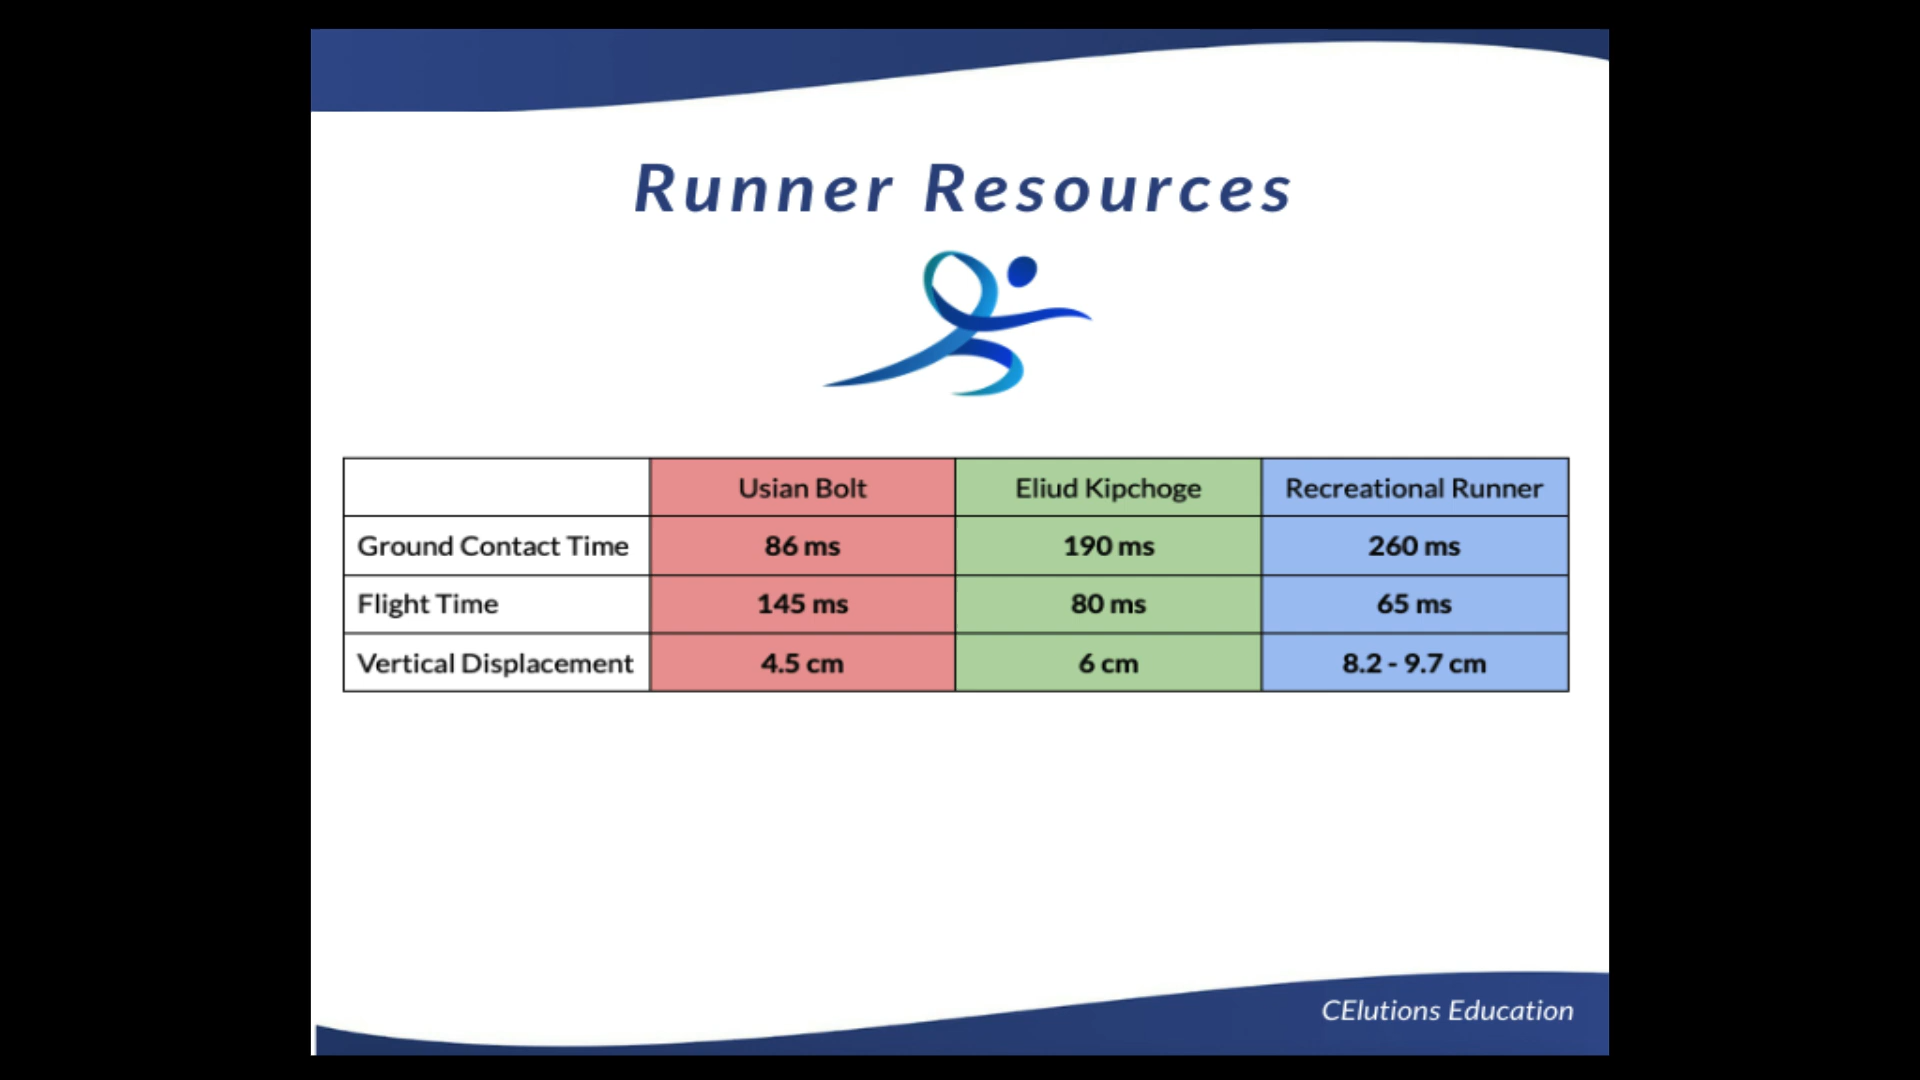 Runner Resources
Usian Bolt Eliud Kipchoge Recreational Runner
Ground Contact Time 86 ms 190 ms 260 ms
Flight Time 145 ms 80 ms 65 ms
Vertical Displacement 4.5 cm 6 cm 8.2 - 9.7 cm
CElutions Education